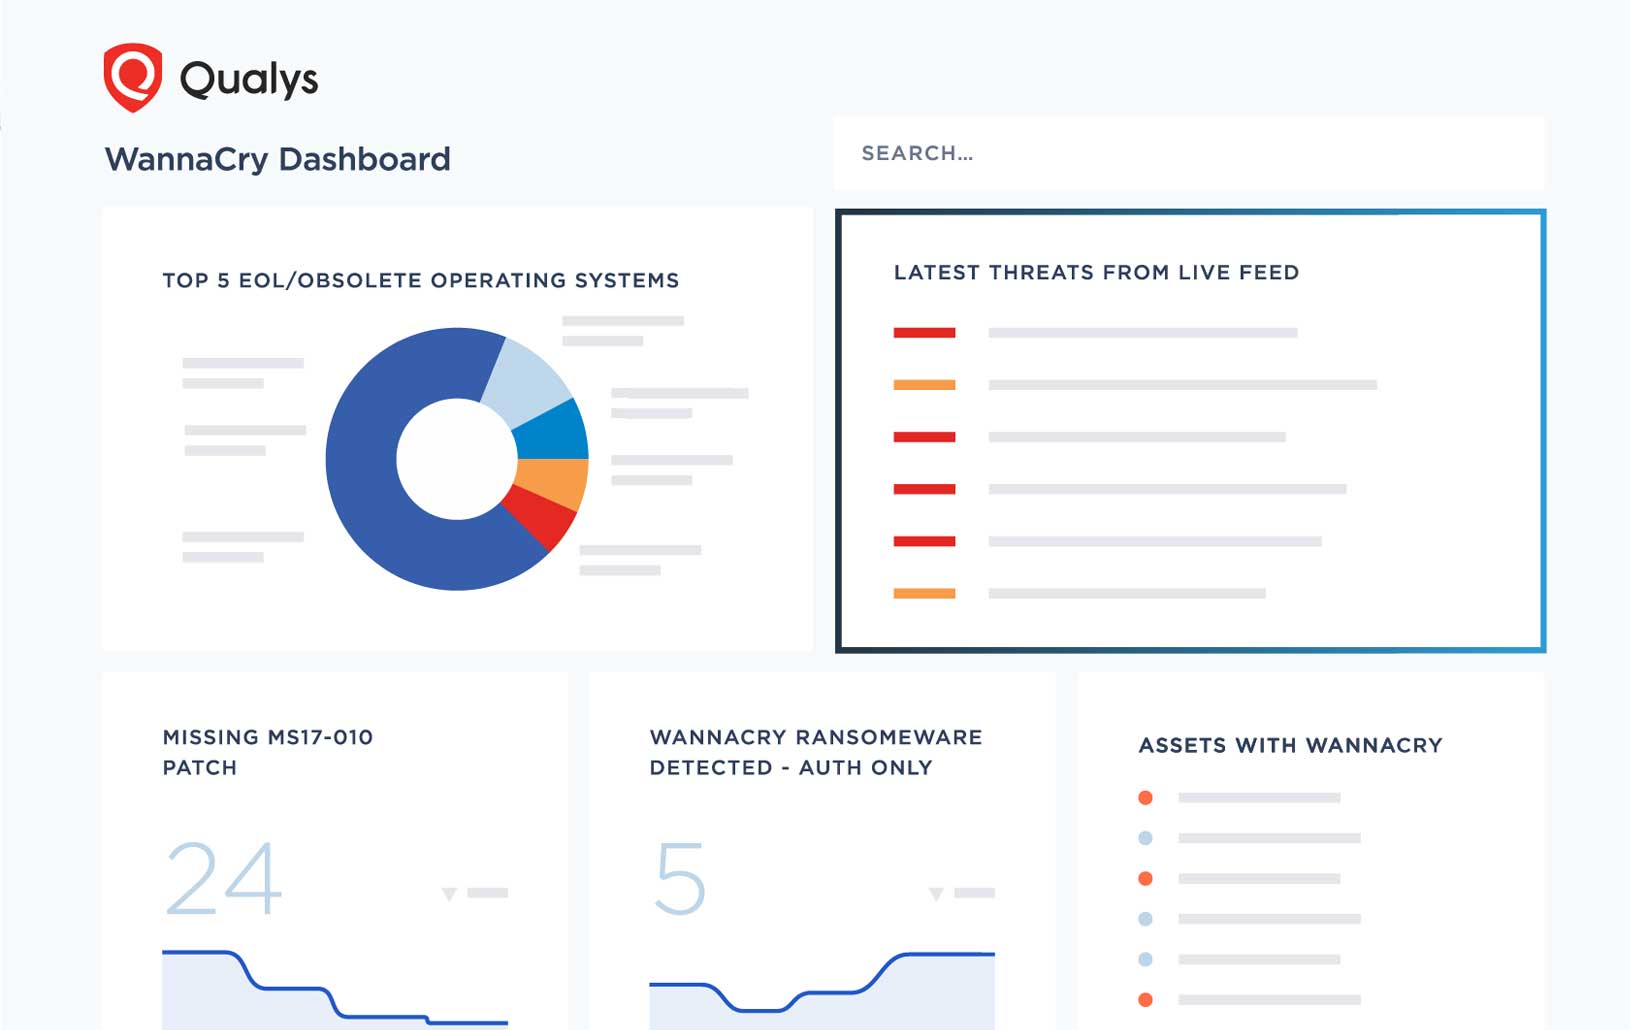 Qualys
WannaCry Dashboard
SEARCH...
TOP 5 EOL/OBSOLETE OPERATING SYSTEMS
LATEST THREATS FROM LIVE FEED
MISSING MS17-010
PATCH
24
WANNACRY RANSOMEWARE
DETECTED - AUTH ONLY
5
ASSETS WITH WANNACRY